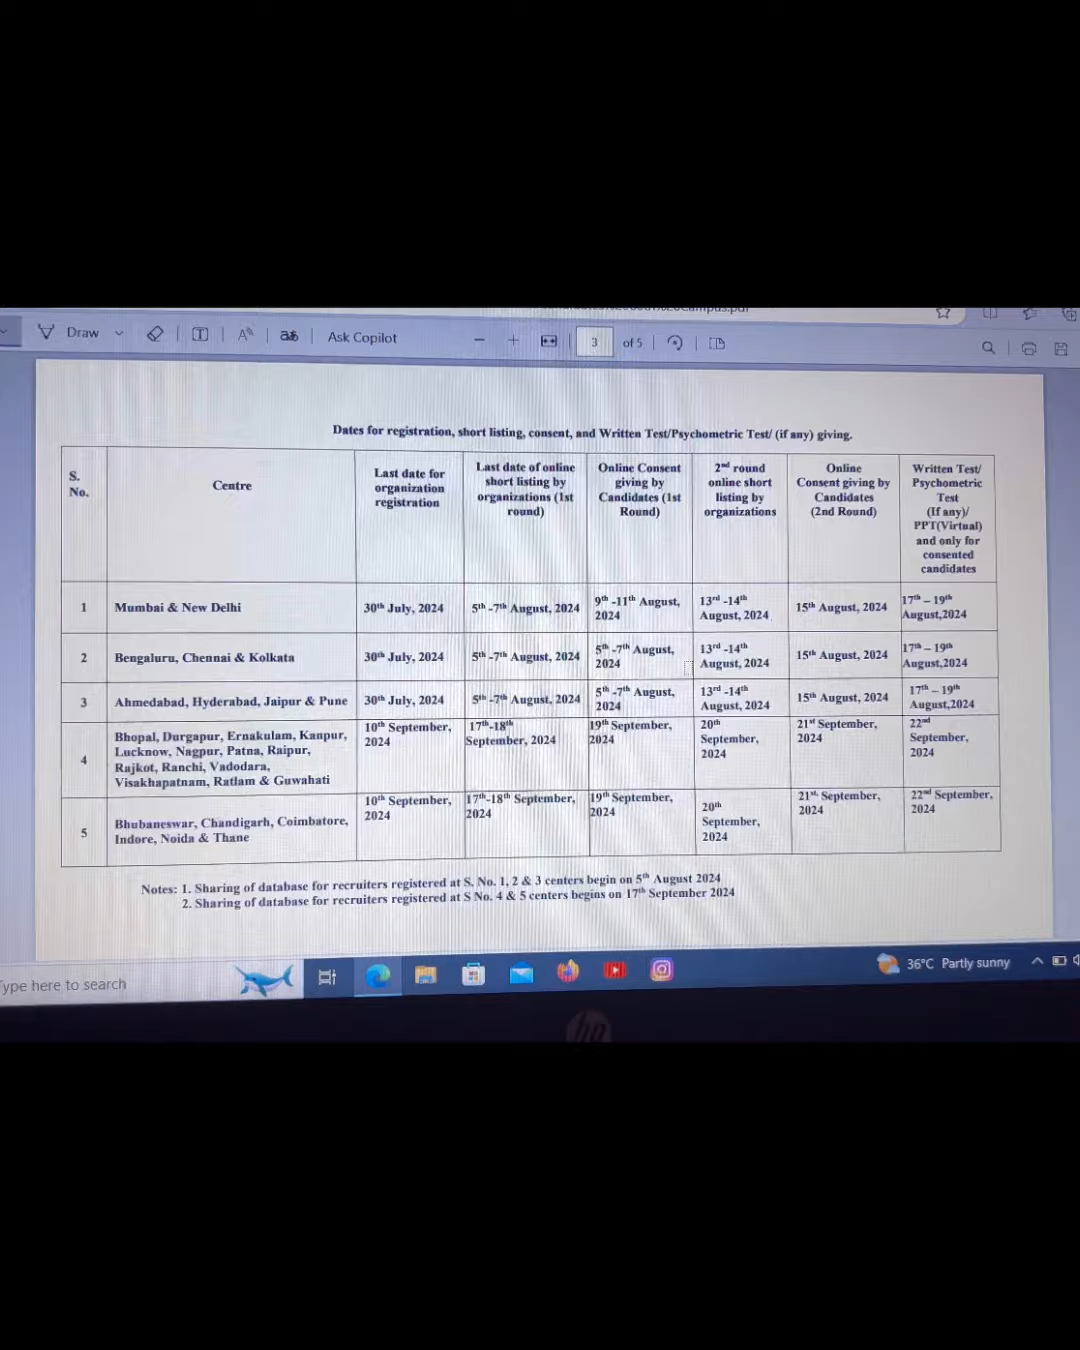 Draw
Ask Copilot
3 of 5
Dates for registration, short listing, consent, and Written Test/Psychometric Test/ (if any) giving.
S.
No.
Centre
Last date for
organization
registration
Last date of online
short listing by
organizations (1st
round)
Online Consent
giving by
Candidates (1st
Round)
2nd round
online short
listing by
organizations
Online
Consent giving by
Candidates
(2nd Round)
Written Test/
Psychometric
Test
(If any)/
PPT(Virtual)
and only for
consented
candidates
1
Mumbai & New Delhi
30th July, 2024
5th -7th August, 2024
9th -11th August,
2024
13rd -14th
August, 2024
15th August, 2024
17th – 19th
August,2024
2
Bengaluru, Chennai & Kolkata
30th July, 2024
5th -7th August, 2024
5th -7th August,
2024
13rd -14th
August, 2024
15th August, 2024
17th – 19th
August,2024
3
Ahmedabad, Hyderabad, Jaipur & Pune
30th July, 2024
5th -7th August, 2024
5th -7th August,
2024
13rd -14th
August, 2024
15th August, 2024
17th – 19th
August,2024
4
Bhopal, Durgapur, Ernakulam, Kanpur,
Lucknow, Nagpur, Patna, Raipur,
Rajkot, Ranchi, Vadodara,
Visakhapatnam, Ratlam & Guwahati
10th September,
2024
17th-18th
September, 2024
19th September,
2024
20th
September,
2024
21st September,
2024
22nd
September,
2024
5
Bhubaneswar, Chandigarh, Coimbatore,
Indore, Noida & Thane
10th September,
2024
17th-18th September,
2024
19th September,
2024
20th
September,
2024
21st September,
2024
22nd September,
2024
Notes: 1. Sharing of database for recruiters registered at S. No. 1, 2 & 3 centers begin on 5th August 2024
2. Sharing of database for recruiters registered at S No. 4 & 5 centers begins on 17th September 2024
Type here to search
36°C Partly sunny
hp